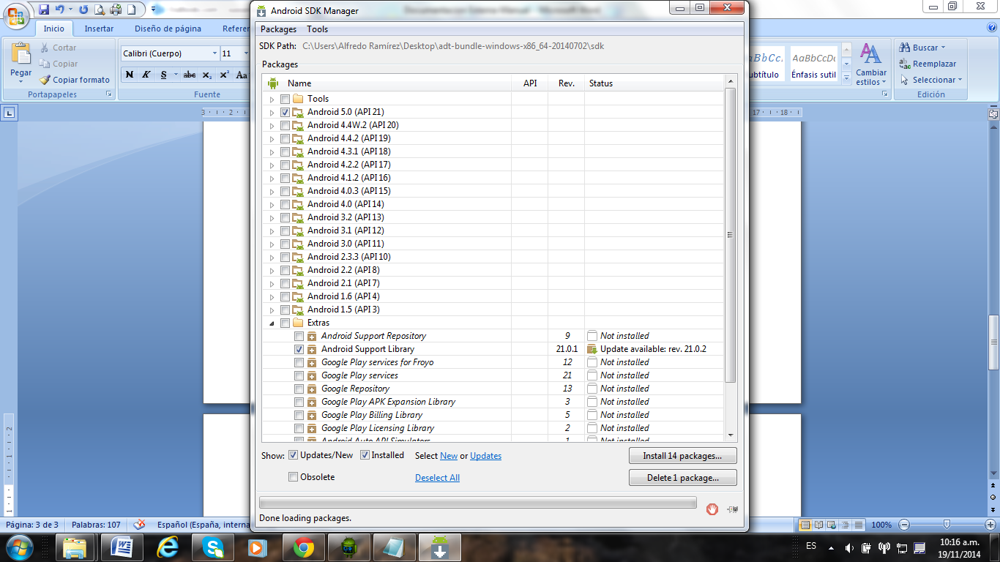 Android SDK Manager
Inicio
Insertar
Diseño de página
Referen
Pegar
Cortar
Copiar
Copiar formato
Portapapeles
Calibri (Cuerpo)
11
N K S abc x₂ x² Aa
Fuente
Packages Tools
SDK Path: C:\Users\Alfredo Ramírez\Desktop\adt-bundle-windows-x86_64-20140702\sdk
Packages
Name API Rev. Status
Tools
Android 5.0 (API 21)
Android 4.4W.2 (API 20)
Android 4.4.2 (API 19)
Android 4.3.1 (API 18)
Android 4.2.2 (API 17)
Android 4.1.2 (API 16)
Android 4.0.3 (API 15)
Android 4.0 (API 14)
Android 3.2 (API 13)
Android 3.1 (API 12)
Android 3.0 (API 11)
Android 2.3.3 (API 10)
Android 2.2 (API 8)
Android 2.1 (API 7)
Android 1.6 (API 4)
Android 1.5 (API 3)
Extras
Android Support Repository 9 Not installed
Android Support Library 21.0.1 Update available: rev. 21.0.2
Google Play services for Froyo 12 Not installed
Google Play services 21 Not installed
Google Repository 13 Not installed
Google Play APK Expansion Library 3 Not installed
Google Play Billing Library 5 Not installed
Google Play Licensing Library 2 Not installed
Android Auto API Simulators 1 Not installed
Show: Updates/New Installed Select New or Updates
Install 14 packages...
Obsolete Deselect All
Delete 1 package...
Done loading packages.
AaBbCc AaBbCcDc
ubtítulo Énfasis sutil
Cambiar
estilos
Buscar
Reemplazar
Seleccionar
Edición
3 2
17 18
2
1
1
Página: 3 de 3 Palabras: 107 Español (España, interna
100%
ES
10:16 a.m.
19/11/2014